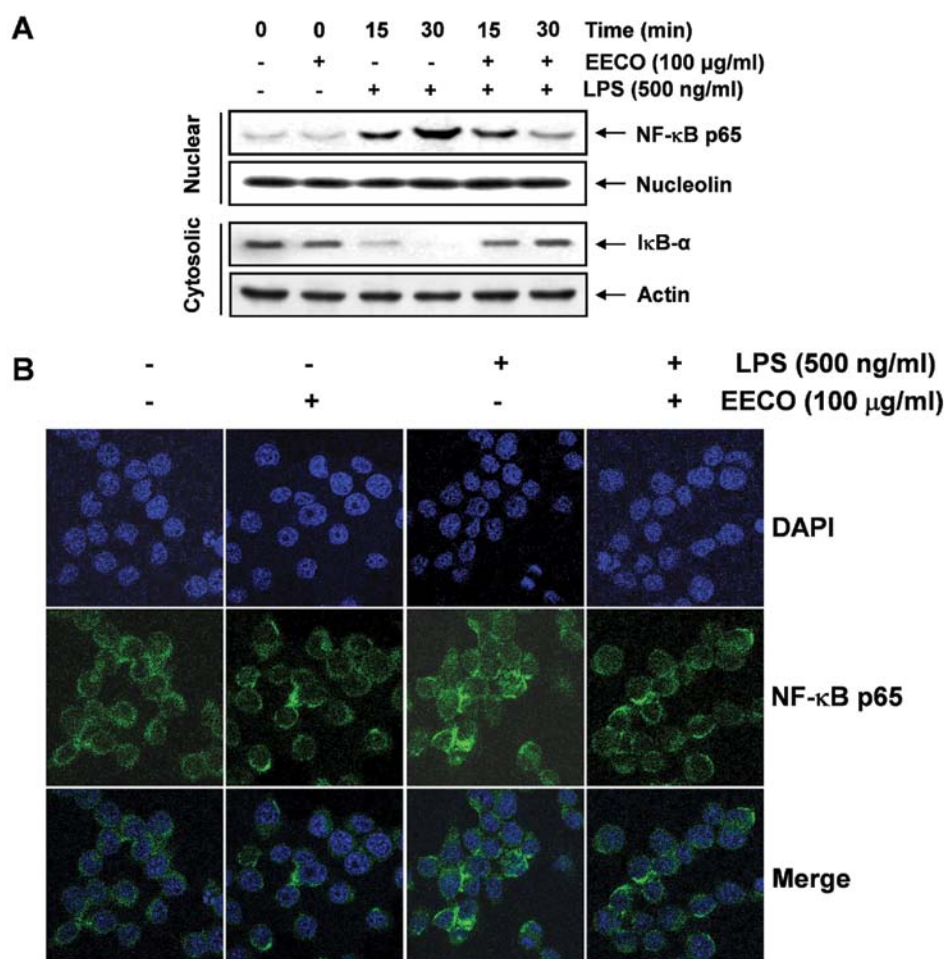 A
0 0 15 30 15 30 Time (min)
- + - - + + EECO (100 µg/ml)
- - + + + + LPS (500 ng/ml)
Nuclear
NF-κB p65
Nucleolin
Cytosolic
IκB-α
Actin
B
- - + + LPS (500 ng/ml)
- + - + EECO (100 µg/ml)
DAPI
NF-κB p65
Merge